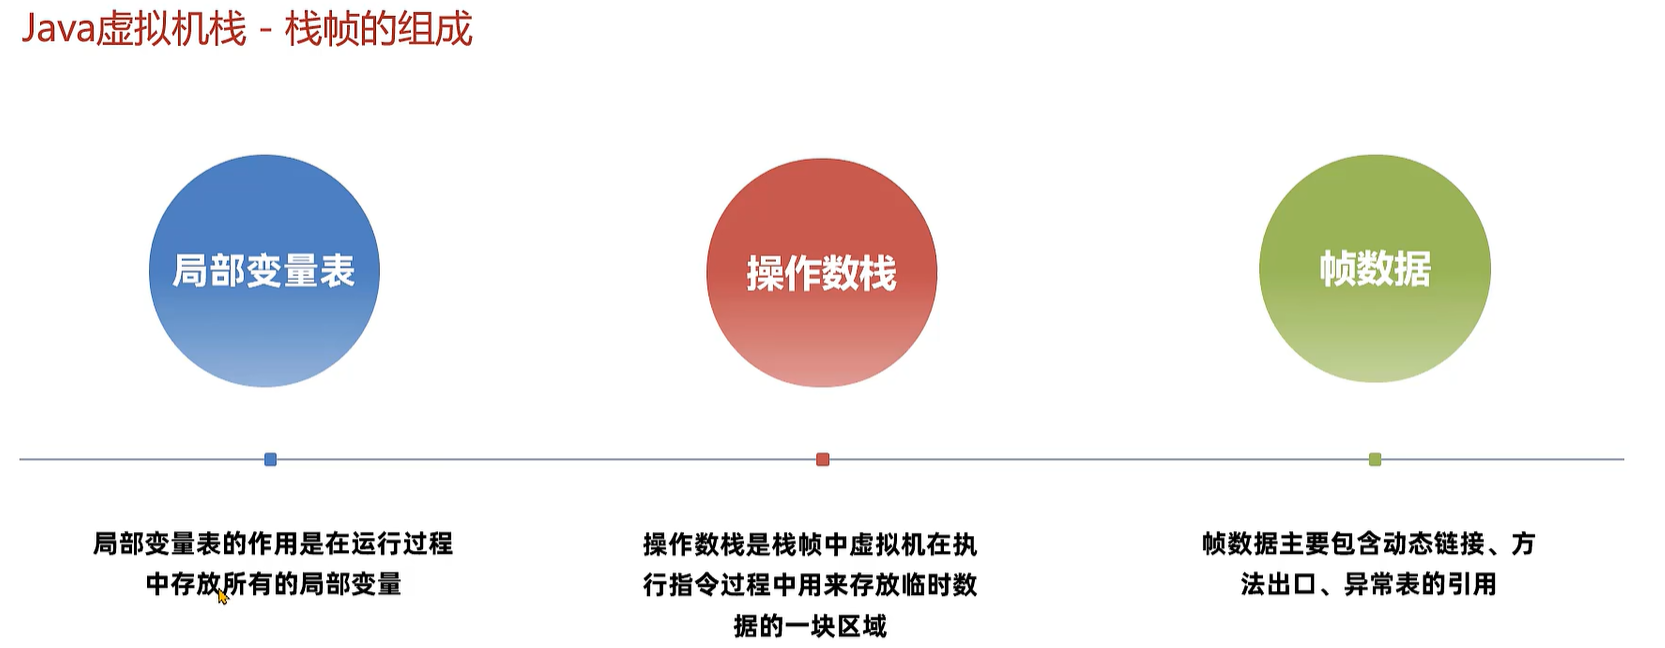 Java虚拟机栈 - 栈帧的组成
局部变量表
操作数栈
帧数据
局部变量表的作用是在运行过程
中存放所有的局部变量
操作数栈是栈帧中虚拟机在执
行指令过程中用来存放临时数
据的一块区域
帧数据主要包含动态链接、方
法出口、异常表的引用